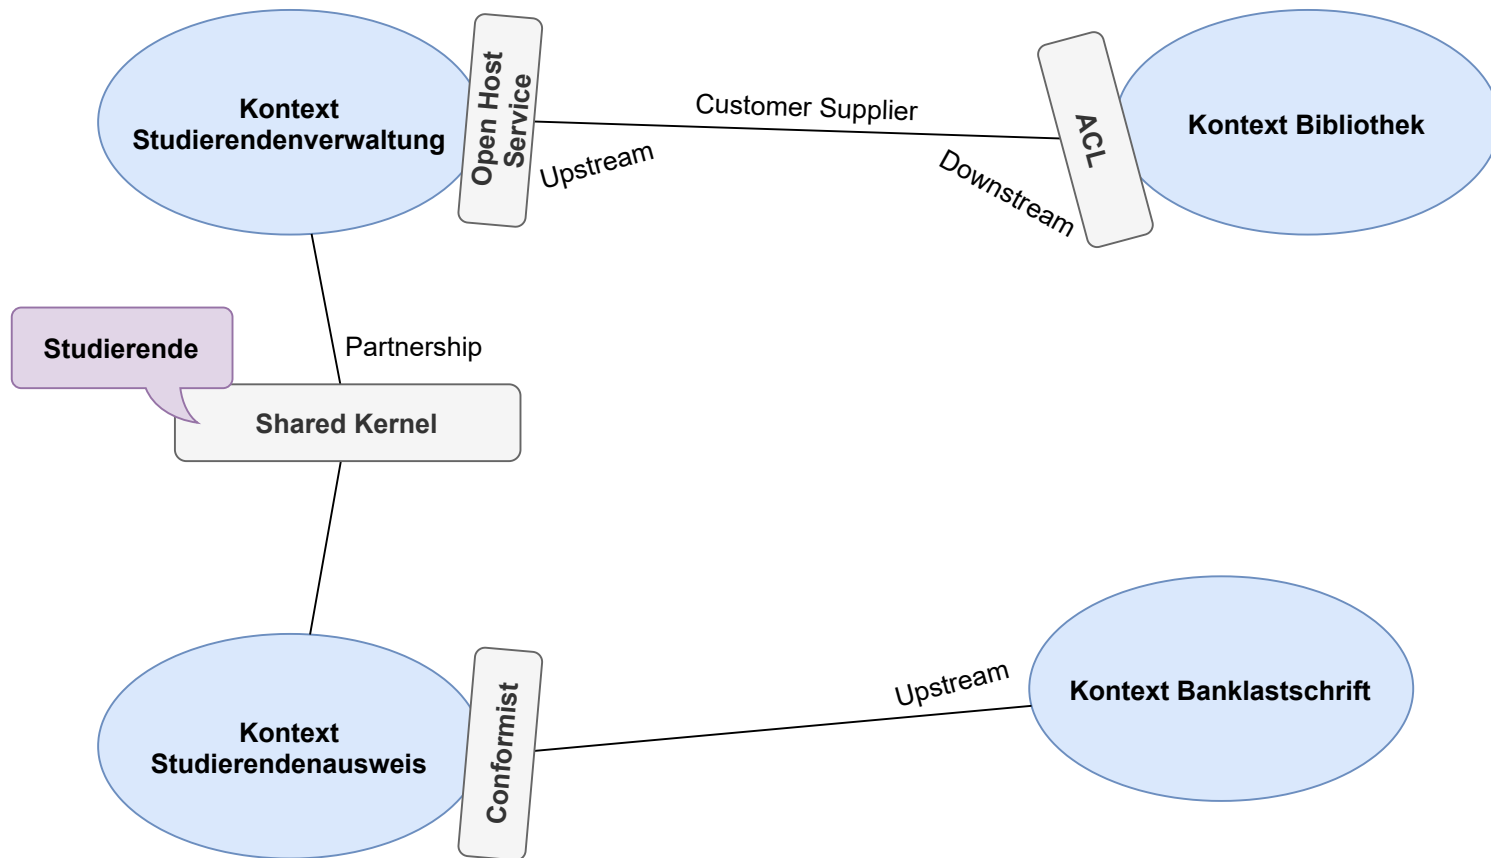 Kontext
Studierendenverwaltung
Open Host
Service
Customer Supplier
Upstream
Downstream
ACL
Kontext Bibliothek
Studierende
Partnership
Shared Kernel
Kontext
Studierendenausweis
Conformist
Upstream
Kontext Banklastschrift